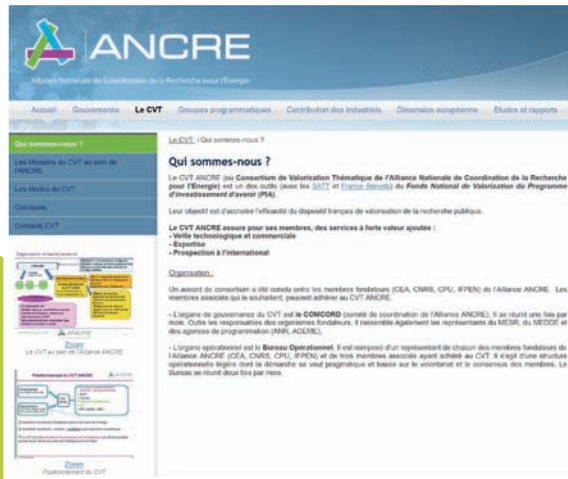 ANCRE
Alliance Nationale de Coordination de la Recherche pour l'Energie
Accueil Gouvernance Le CVT Groupes programmatiques Contribution des industriels Dimension européenne Etudes et rapports
Qui sommes-nous ?
Les Missions du CVT au sein de
l'ANCRE
Les études du CVT
Colloques
Contacts CVT
Le CVT / Qui sommes-nous ?
Qui sommes-nous ?
Le CVT ANCRE (ou Consortium de Valorisation Thématique de l'Alliance Nationale de Coordination de la Recherche
pour l'Energie) est un des outils (avec les SATT et France Brevets) du Fonds National de Valorisation du Programme
d'investissement d'avenir (PIA).
Leur objectif est d'accroître l'efficacité du dispositif français de valorisation de la recherche publique.
Le CVT ANCRE assure pour ses membres, des services à forte valeur ajoutée :
- Veille technologique et commerciale
- Expertise
- Prospection à l'international
Organisation :
Un accord de consortium a été conclu entre les membres fondateurs (CEA, CNRS, CPU, IFPEN) de l'Alliance ANCRE. Les
membres associés qui le souhaitent, peuvent adhérer au CVT ANCRE.
- L'organe de gouvernance du CVT est le COMCORD (comité de coordination de l'Alliance ANCRE). Il se réunit une fois par
mois. Outre les responsables des organismes fondateurs, il rassemble également les représentants du MESR, du MEDDE et
des agences de programmation (ANR, ADEME),
- L'organe opérationnel est le Bureau Opérationnel. Il est composé d'un représentant de chacun des membres fondateurs de
l'Alliance ANCRE (CEA, CNRS, CPU, IFPEN) et de trois membres associés ayant adhéré au CVT. Il s'agit d'une structure
opérationnelle légère dont la démarche se veut pragmatique et basée sur le volontariat et le consensus des membres. Le
Bureau se réunit deux fois par mois.
ANCRE
Zoom
Le CVT au sein de l'Alliance ANCRE
Positionnement du CVT ANCRE
Zoom
Positionnement du CVT